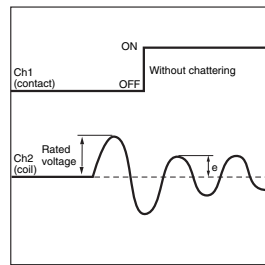 ON
Ch1
(contact)
OFF
Without chattering
Rated
voltage
Ch2
(coil)
e